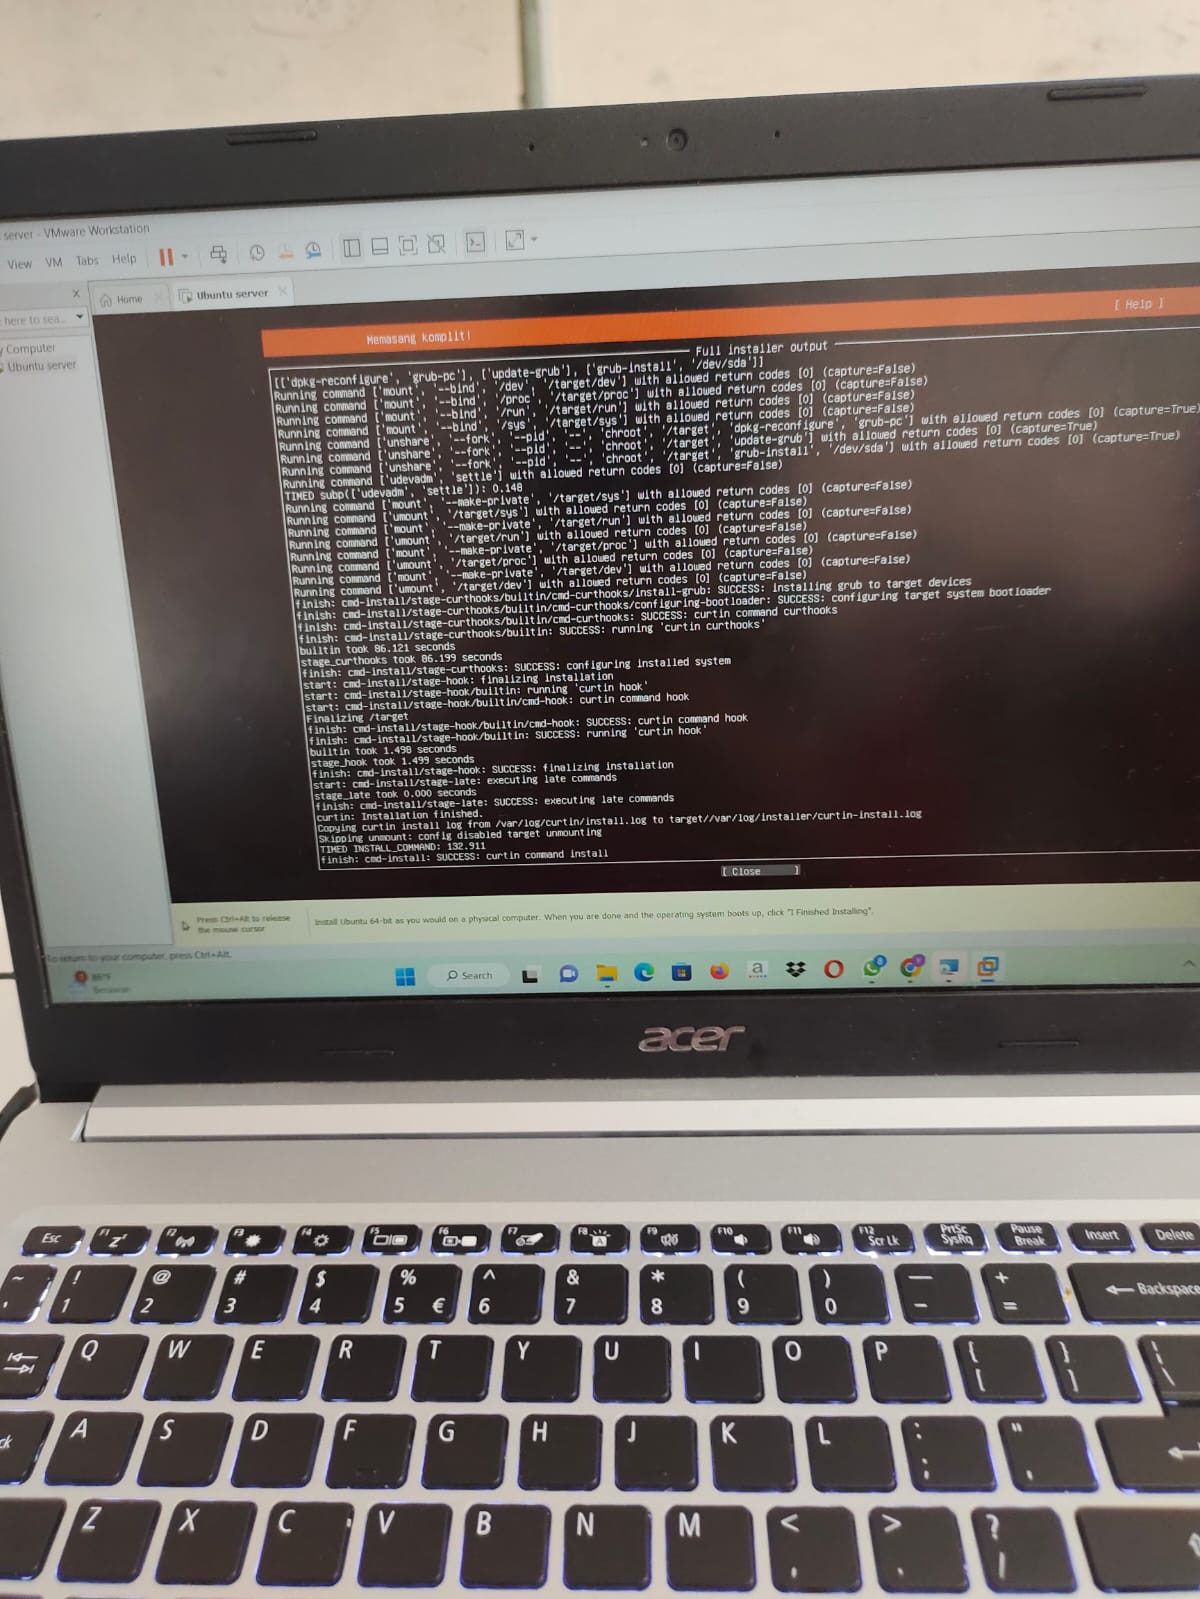 server - VMware Workstation
View VM Tabs Help
here to sea...
Home
Ubuntu server
y Computer
Ubuntu server
Memasang komplit!
[ Help ]
Full installer output
[['dpkg-reconfigure', 'grub-pc'], ['update-grub'], ['grub-install', '/dev/sda']]
Running command ['mount', '--bind', '/dev', '/target/dev'] with allowed return codes [0] (capture=False)
Running command ['mount', '--bind', '/proc', '/target/proc'] with allowed return codes [0] (capture=False)
Running command ['mount', '--bind', '/run', '/target/run'] with allowed return codes [0] (capture=False)
Running command ['mount', '--bind', '/sys', '/target/sys'] with allowed return codes [0] (capture=False)
Running command ['unshare', '--fork', '--pid', '--', 'chroot', '/target', 'dpkg-reconfigure', 'grub-pc'] with allowed return codes [0] (capture=True)
Running command ['unshare', '--fork', '--pid', '--', 'chroot', '/target', 'update-grub'] with allowed return codes [0] (capture=True)
Running command ['unshare', '--fork', '--pid', '--', 'chroot', '/target', 'grub-install', '/dev/sda'] with allowed return codes [0] (capture=True)
Running command ['udevadm', 'settle'] with allowed return codes [0] (capture=False)
TIMED subp(['udevadm', 'settle']): 0.148
Running command ['mount', '--make-private', '/target/sys'] with allowed return codes [0] (capture=False)
Running command ['umount', '/target/sys'] with allowed return codes [0] (capture=False)
Running command ['mount', '--make-private', '/target/run'] with allowed return codes [0] (capture=False)
Running command ['umount', '/target/run'] with allowed return codes [0] (capture=False)
Running command ['mount', '--make-private', '/target/proc'] with allowed return codes [0] (capture=False)
Running command ['umount', '/target/proc'] with allowed return codes [0] (capture=False)
Running command ['mount', '--make-private', '/target/dev'] with allowed return codes [0] (capture=False)
Running command ['umount', '/target/dev'] with allowed return codes [0] (capture=False)
finish: cmd-install/stage-curthooks/builtin/cmd-curthooks/install-grub: SUCCESS: installing grub to target devices
finish: cmd-install/stage-curthooks/builtin/cmd-curthooks/configuring-bootloader: SUCCESS: configuring target system bootloader
finish: cmd-install/stage-curthooks/builtin/cmd-curthooks: SUCCESS: curtin command curthooks
finish: cmd-install/stage-curthooks/builtin: SUCCESS: running 'curtin curthooks'
builtin took 86.121 seconds
stage_curthooks took 86.199 seconds
finish: cmd-install/stage-curthooks: SUCCESS: configuring installed system
start: cmd-install/stage-hook: finalizing installation
start: cmd-install/stage-hook/builtin: running 'curtin hook'
start: cmd-install/stage-hook/builtin/cmd-hook: curtin command hook
Finalizing /target
finish: cmd-install/stage-hook/builtin/cmd-hook: SUCCESS: curtin command hook
finish: cmd-install/stage-hook/builtin: SUCCESS: running 'curtin hook'
builtin took 1.498 seconds
stage_hook took 1.499 seconds
finish: cmd-install/stage-hook: SUCCESS: finalizing installation
start: cmd-install/stage-late: executing late commands
stage_late took 0.000 seconds
finish: cmd-install/stage-late: SUCCESS: executing late commands
curtin: Installation finished.
Copying curtin install log from /var/log/curtin/install.log to target//var/log/installer/curtin-install.log
Skipping unmount: config disabled target unmounting
TIMED INSTALL_COMMAND: 132.911
finish: cmd-install: SUCCESS: curtin command install
[ Close ]
Press Ctrl+Alt to release
the mouse cursor
Install Ubuntu 64-bit as you would on a physical computer. When you are done and the operating system boots up, click "I Finished Installing".
To return to your computer, press Ctrl+Alt.
86°F
Berawan
Search
acer
Esc F1 F2 F3 F4 F5 F6 F7 F8 F9 F10 F11 F12 Scr Lk PrtSc SysRq Pause Break Insert Delete
~ ! 1 @ 2 # 3 $ 4 % 5 € ^ 6 & 7 * 8 ( 9 ) 0 — - + = Backspace
Q W E R T Y U I O P { [ } ] | \
ck A S D F G H J K L : ; " '
Z X C V B N M < , > . ? /